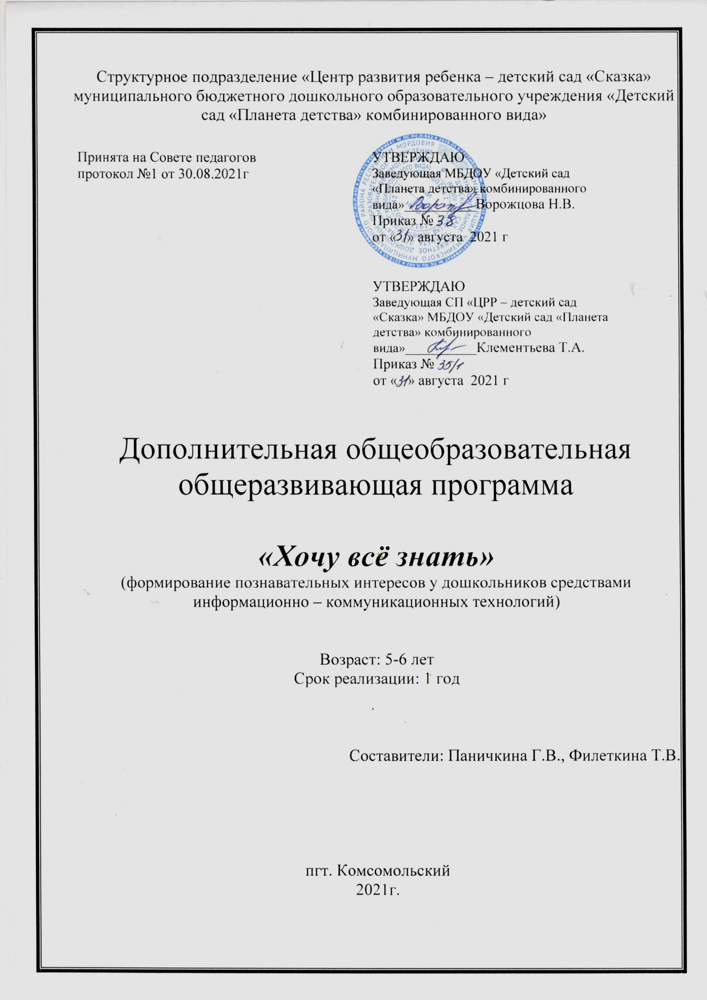 Структурное подразделение «Центр развития ребенка – детский сад «Сказка»
муниципального бюджетного дошкольного образовательного учреждения «Детский
сад «Планета детства» комбинированного вида»
Принята на Совете педагогов
протокол №1 от 30.08.2021г
УТВЕРЖДАЮ
Заведующая МБДОУ «Детский сад
«Планета детства» комбинированного
вида»__________Ворожцова Н.В.
Приказ № 38
от «31» августа 2021 г
УТВЕРЖДАЮ
Заведующая СП «ЦРР – детский сад
«Сказка» МБДОУ «Детский сад «Планета
детства» комбинированного
вида»__________Клементьева Т.А.
Приказ № 35/1
от «31» августа 2021 г
Дополнительная общеобразовательная
общеразвивающая программа
«Хочу всё знать»
(формирование познавательных интересов у дошкольников средствами
информационно – коммуникационных технологий)
Возраст: 5-6 лет
Срок реализации: 1 год
Составители: Паничкина Г.В., Филеткина Т.В.
пгт. Комсомольский
2021г.